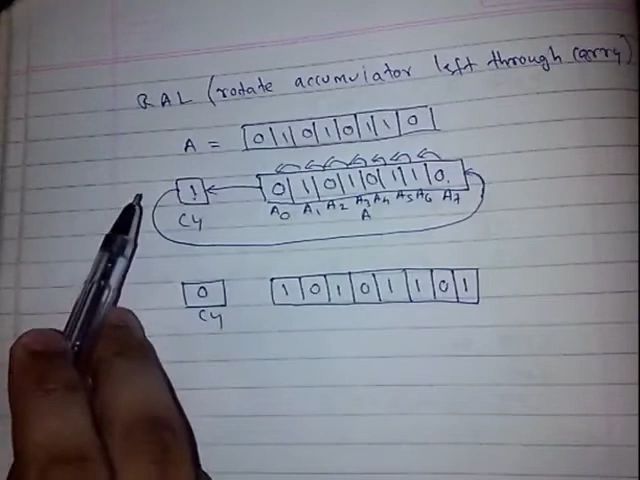 RAL (rotate accumulator left through carry)
A = 0 1 0 1 0 1 1 0
1 0 1 0 1 0 1 1 0
CY A0 A1 A2 A3 A4 A5 A6 A7
A
0 1 0 1 0 1 1 0 1
CY